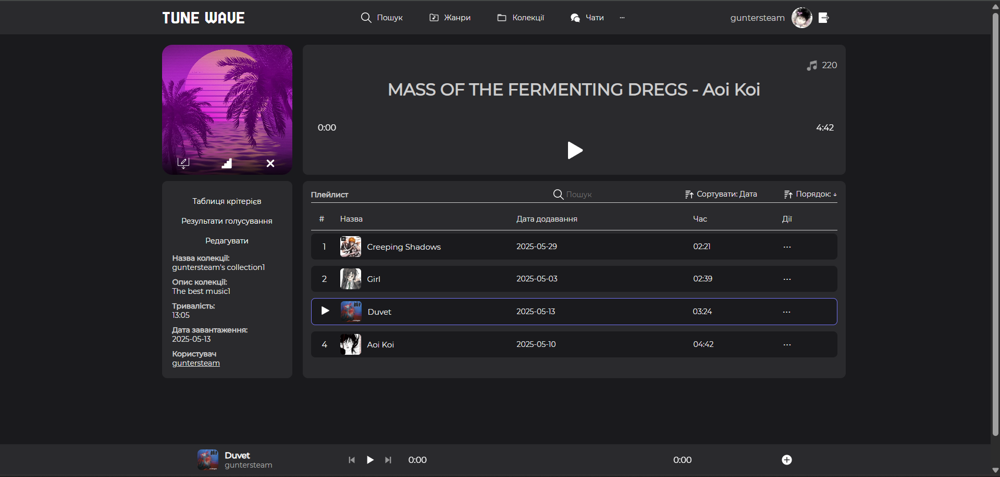 TUNE WAVE
Пошук
Жанри
Колекції
Чати
...
guntersteam
220
MASS OF THE FERMENTING DREGS - Aoi Koi
0:00
4:42
Таблиця крітерієв
Результати голусування
Редагувати
Назва колекції:
guntersteam's collection1
Опис колекції:
The best music1
Тривалість:
13:05
Дата завантаження:
2025-05-13
Користувач
guntersteam
Плейлист
Пошук
Сортувати: Дата
Порядок: ↓
# Назва Дата додавання Час Дії
1 Creeping Shadows 2025-05-29 02:21 ...
2 Girl 2025-05-03 02:39 ...
Duvet 2025-05-13 03:24 ...
4 Aoi Koi 2025-05-10 04:42 ...
Duvet
guntersteam
0:00
0:00